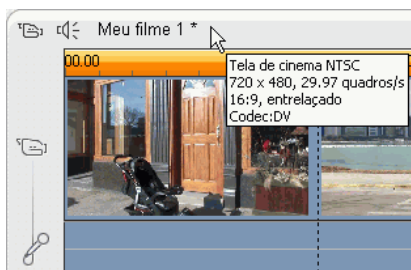 Meu filme 1 *
00.00
Tela de cinema NTSC
720 x 480, 29.97 quadros/s
16:9, entrelaçado
Codec:DV